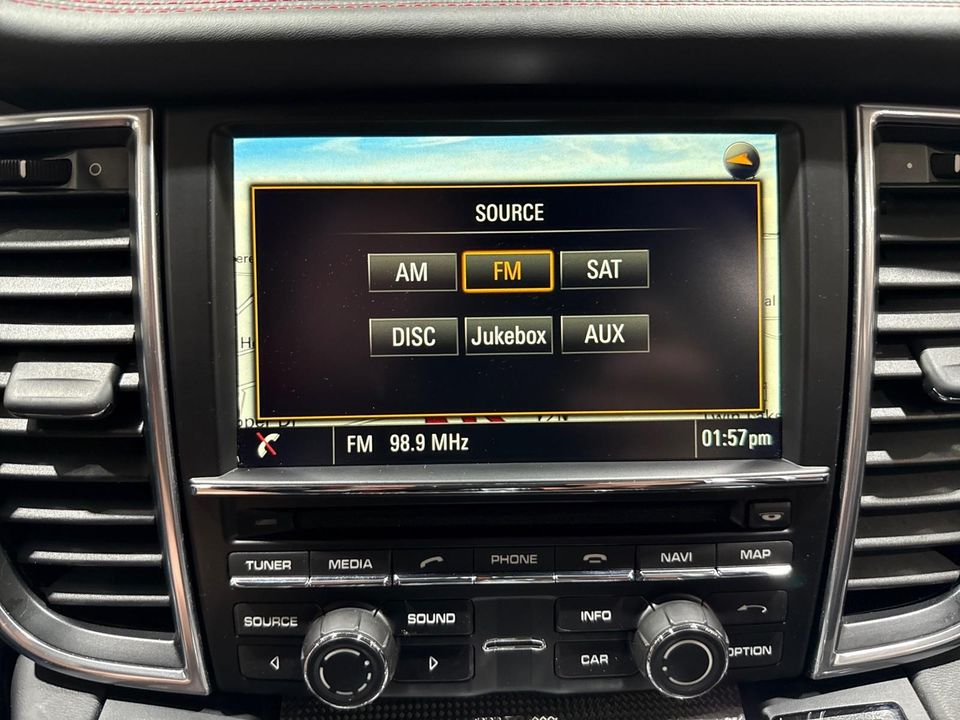 SOURCE
AM FM SAT
DISC Jukebox AUX
FM 98.9 MHz 01:57pm
TUNER MEDIA PHONE NAVI MAP
SOURCE SOUND INFO
CAR OPTION